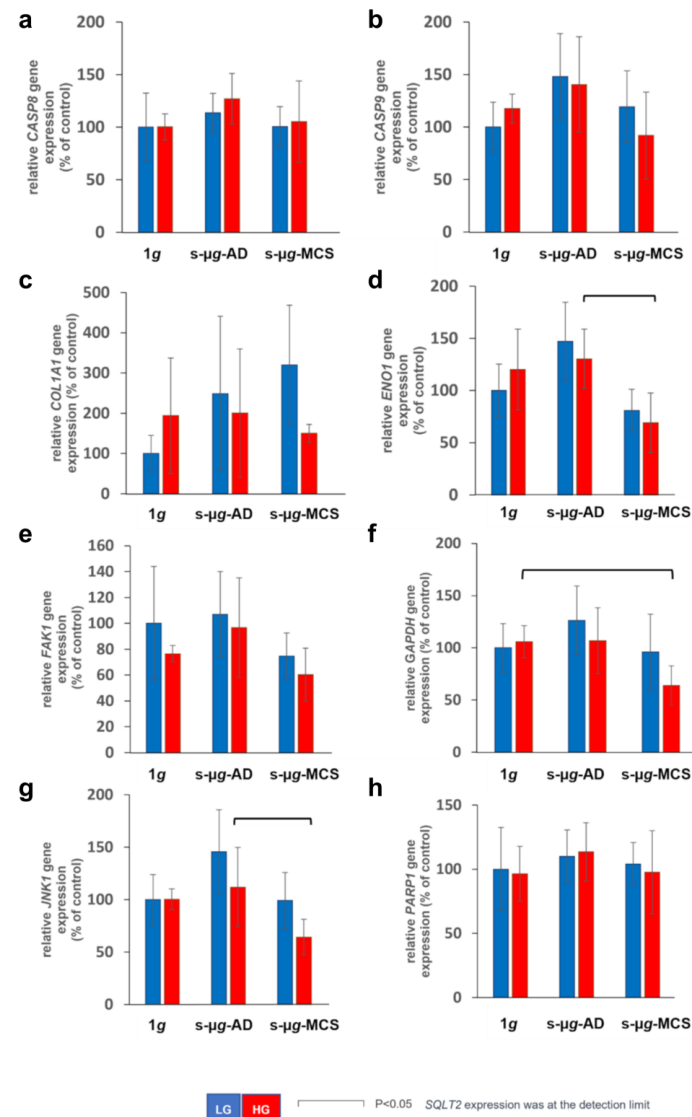 a
relative CASP8 gene
expression
(% of control)
200
150
100
50
0
1g
s-µg-AD
s-µg-MCS
b
relative CASP9 gene
expression
(% of control)
200
150
100
50
0
1g
s-µg-AD
s-µg-MCS
c
relative COL1A1 gene
expression (% of control)
500
400
300
200
100
0
1g
s-µg-AD
s-µg-MCS
d
relative ENO1 gene
expression
(% of control)
200
150
100
50
0
1g
s-µg-AD
s-µg-MCS
e
relative FAK1 gene
expression
(% of control)
160
140
120
100
80
60
40
20
0
1g
s-µg-AD
s-µg-MCS
f
relative GAPDH gene
expression (% of control)
200
150
100
50
0
1g
s-µg-AD
s-µg-MCS
g
relative JNK1 gene
expression
(% of control)
200
150
100
50
0
1g
s-µg-AD
s-µg-MCS
h
relative PARP1 gene
expression (% of control)
150
100
50
0
1g
s-µg-AD
s-µg-MCS
LG HG P<0.05 SQLT2 expression was at the detection limit